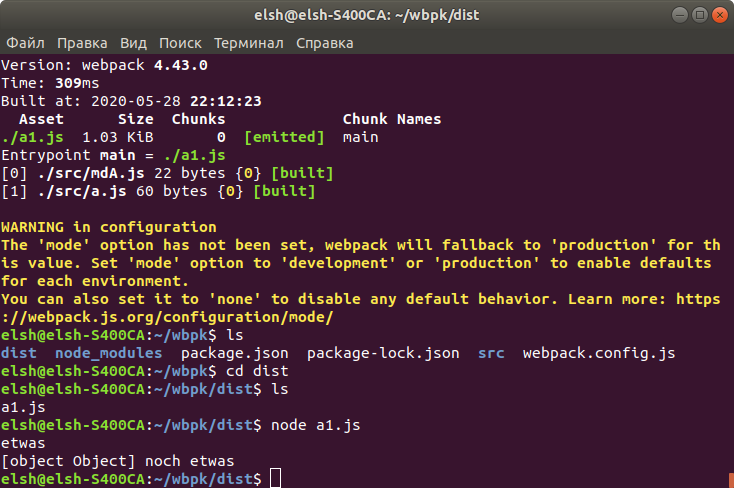 elsh@elsh-S400CA: ~/wbpk/dist
Файл Правка Вид Поиск Терминал Справка
Version: webpack 4.43.0
Time: 309ms
Built at: 2020-05-28 22:12:23
  Asset      Size  Chunks             Chunk Names
./a1.js  1.03 KiB       0  [emitted]  main
Entrypoint main = ./a1.js
[0] ./src/mdA.js 22 bytes {0} [built]
[1] ./src/a.js 60 bytes {0} [built]

WARNING in configuration
The 'mode' option has not been set, webpack will fallback to 'production' for th
is value. Set 'mode' option to 'development' or 'production' to enable defaults
for each environment.
You can also set it to 'none' to disable any default behavior. Learn more: https
://webpack.js.org/configuration/mode/
elsh@elsh-S400CA:~/wbpk$ ls
dist  node_modules  package.json  package-lock.json  src  webpack.config.js
elsh@elsh-S400CA:~/wbpk$ cd dist
elsh@elsh-S400CA:~/wbpk/dist$ ls
a1.js
elsh@elsh-S400CA:~/wbpk/dist$ node a1.js
etwas
[object Object] noch etwas
elsh@elsh-S400CA:~/wbpk/dist$